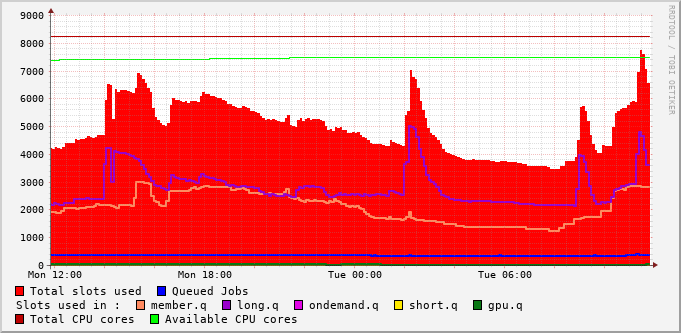 9000
8000
7000
6000
5000
4000
3000
2000
1000
0
Mon 12:00 Mon 18:00 Tue 00:00 Tue 06:00
Total slots used Queued Jobs
Slots used in : member.q long.q ondemand.q short.q gpu.q
Total CPU cores Available CPU cores
RRDTOOL / TOBI OETIKER